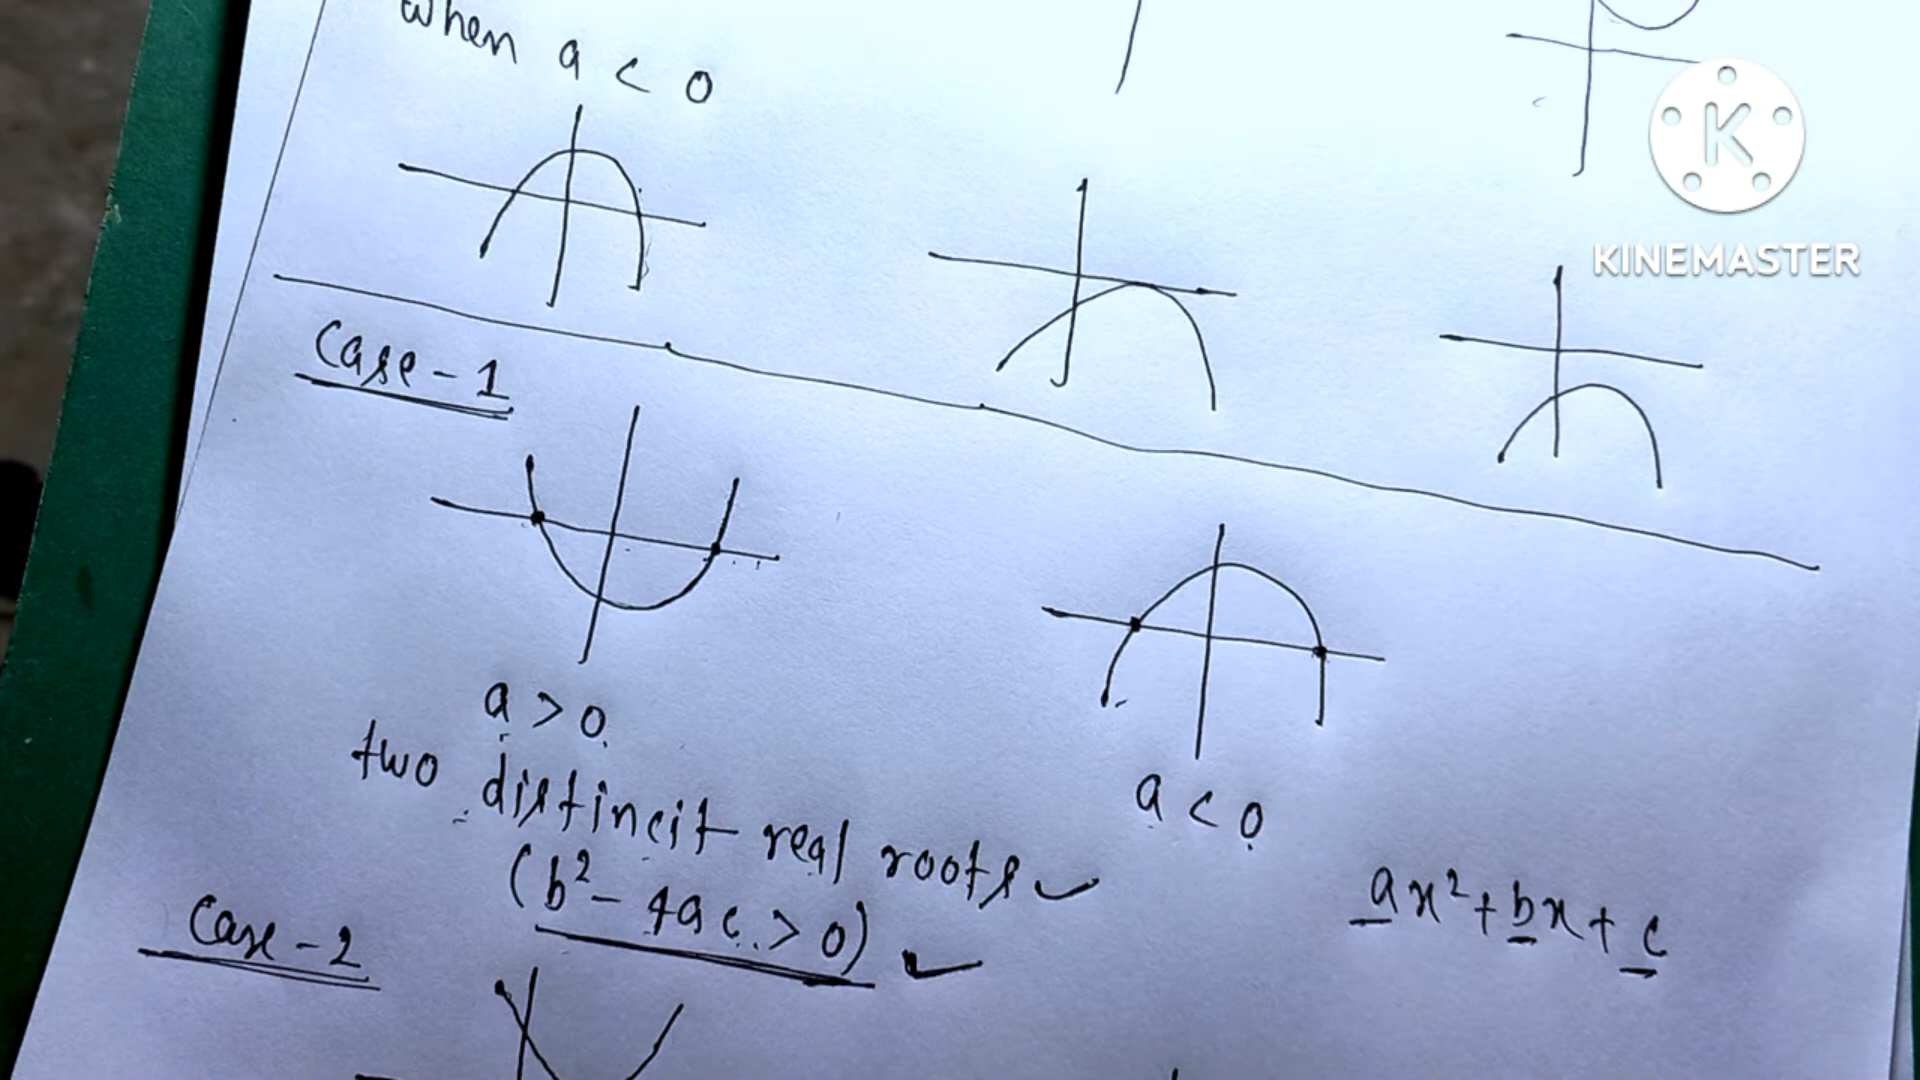 When a < 0
K
KINEMASTER
Case-1
a > 0
a < 0
two distincit real roots
(b² - 4ac > 0)
ax² + bx + c
Case-2